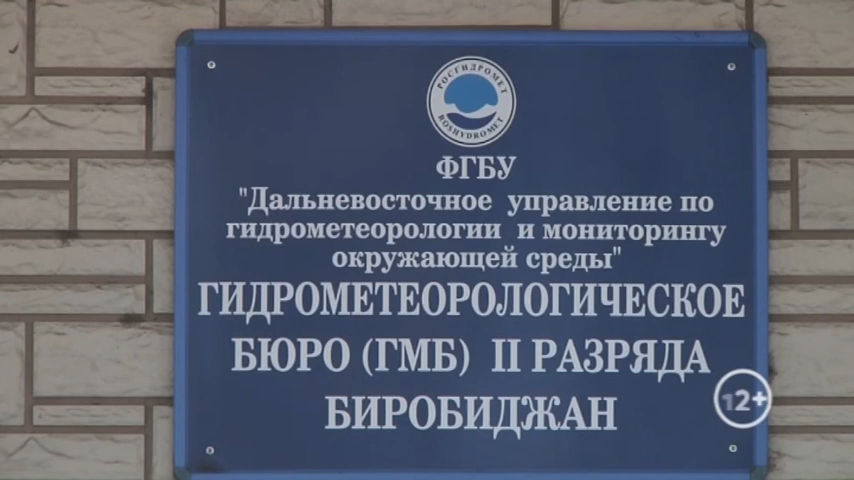 РОСГИДРОМЕТ
ROSHYDROMET
ФГБУ
"Дальневосточное управление по
гидрометеорологии и мониторингу
окружающей среды"
ГИДРОМЕТЕОРОЛОГИЧЕСКОЕ
БЮРО (ГМБ) II РАЗРЯДА
БИРОБИДЖАН
12+